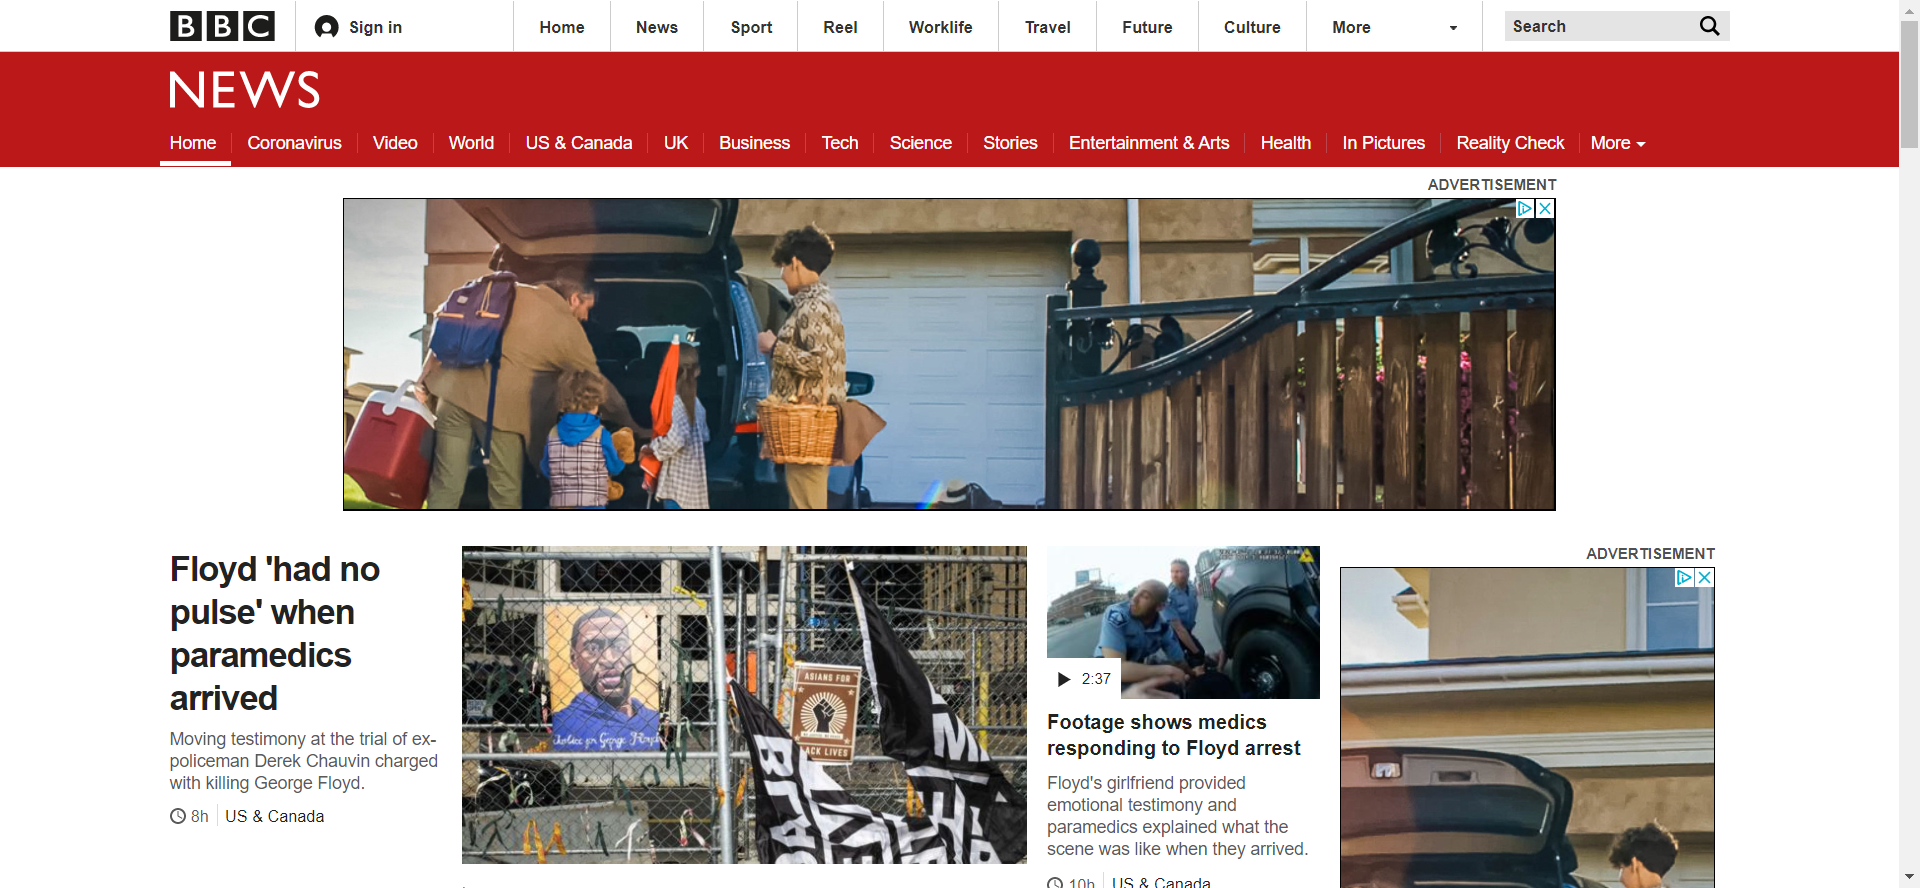 BBC
Sign in
Home
News
Sport
Reel
Worklife
Travel
Future
Culture
More
Search
NEWS
Home
Coronavirus
Video
World
US & Canada
UK
Business
Tech
Science
Stories
Entertainment & Arts
Health
In Pictures
Reality Check
More
ADVERTISEMENT
Floyd 'had no
pulse' when
paramedics
arrived
Moving testimony at the trial of ex-
policeman Derek Chauvin charged
with killing George Floyd.
8h
US & Canada
Justice for George Floyd
ASIANS FOR
BLACK LIVES
2:37
Footage shows medics
responding to Floyd arrest
Floyd's girlfriend provided
emotional testimony and
paramedics explained what the
scene was like when they arrived.
10h
US & Canada
ADVERTISEMENT